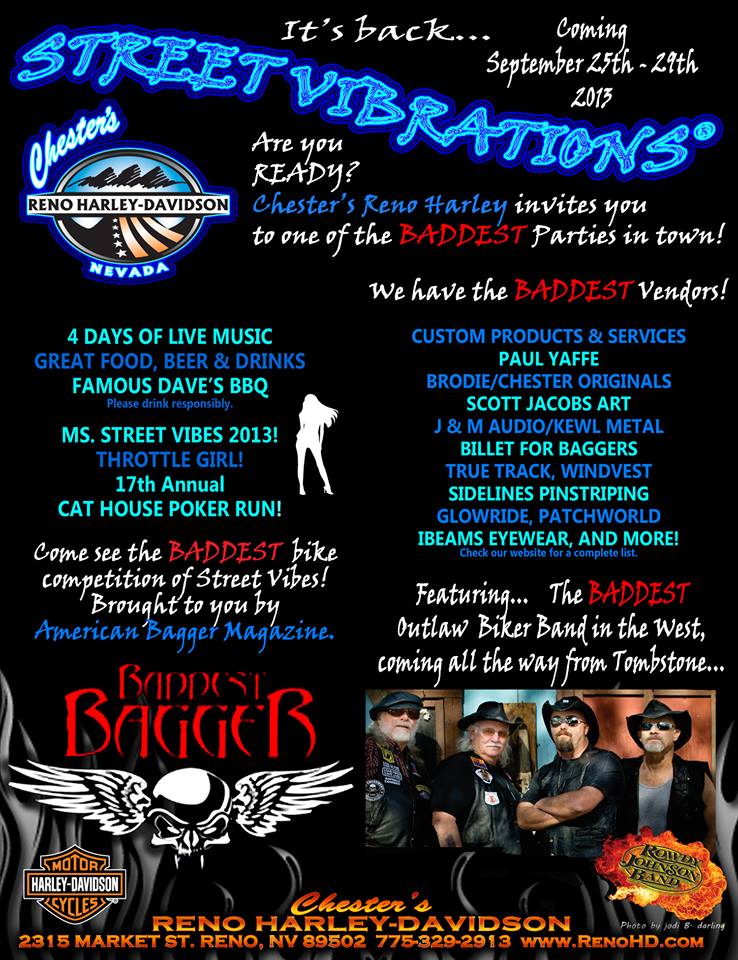 It's back...
Coming
September 25th - 29th
2013
STREET VIBRATIONS®
Chester's
RENO HARLEY-DAVIDSON
NEVADA
Are you
READY?
Chester's Reno Harley invites you
to one of the BADDEST Parties in town!
We have the BADDEST Vendors!
4 DAYS OF LIVE MUSIC
GREAT FOOD, BEER & DRINKS
FAMOUS DAVE'S BBQ
Please drink responsibly.
MS. STREET VIBES 2013!
THROTTLE GIRL!
17th Annual
CAT HOUSE POKER RUN!
CUSTOM PRODUCTS & SERVICES
PAUL YAFFE
BRODIE/CHESTER ORIGINALS
SCOTT JACOBS ART
J & M AUDIO/KEWL METAL
BILLET FOR BAGGERS
TRUE TRACK, WINDVEST
SIDELINES PINSTRIPING
GLOWRIDE, PATCHWORLD
IBEAMS EYEWEAR, AND MORE!
Check our website for a complete list.
Come see the BADDEST bike
competition of Street Vibes!
Brought to you by
American Bagger Magazine.
Featuring... The BADDEST
Outlaw Biker Band in the West,
coming all the way from Tombstone...
BADDEST
BAGGER
ROWDY
JOHNSON
BAND
Photo by jodi B. darling
MOTOR
HARLEY-DAVIDSON
CYCLES
Chester's
RENO HARLEY-DAVIDSON
2315 MARKET ST. RENO, NV 89502 775-329-2913 www.RenoHD.com